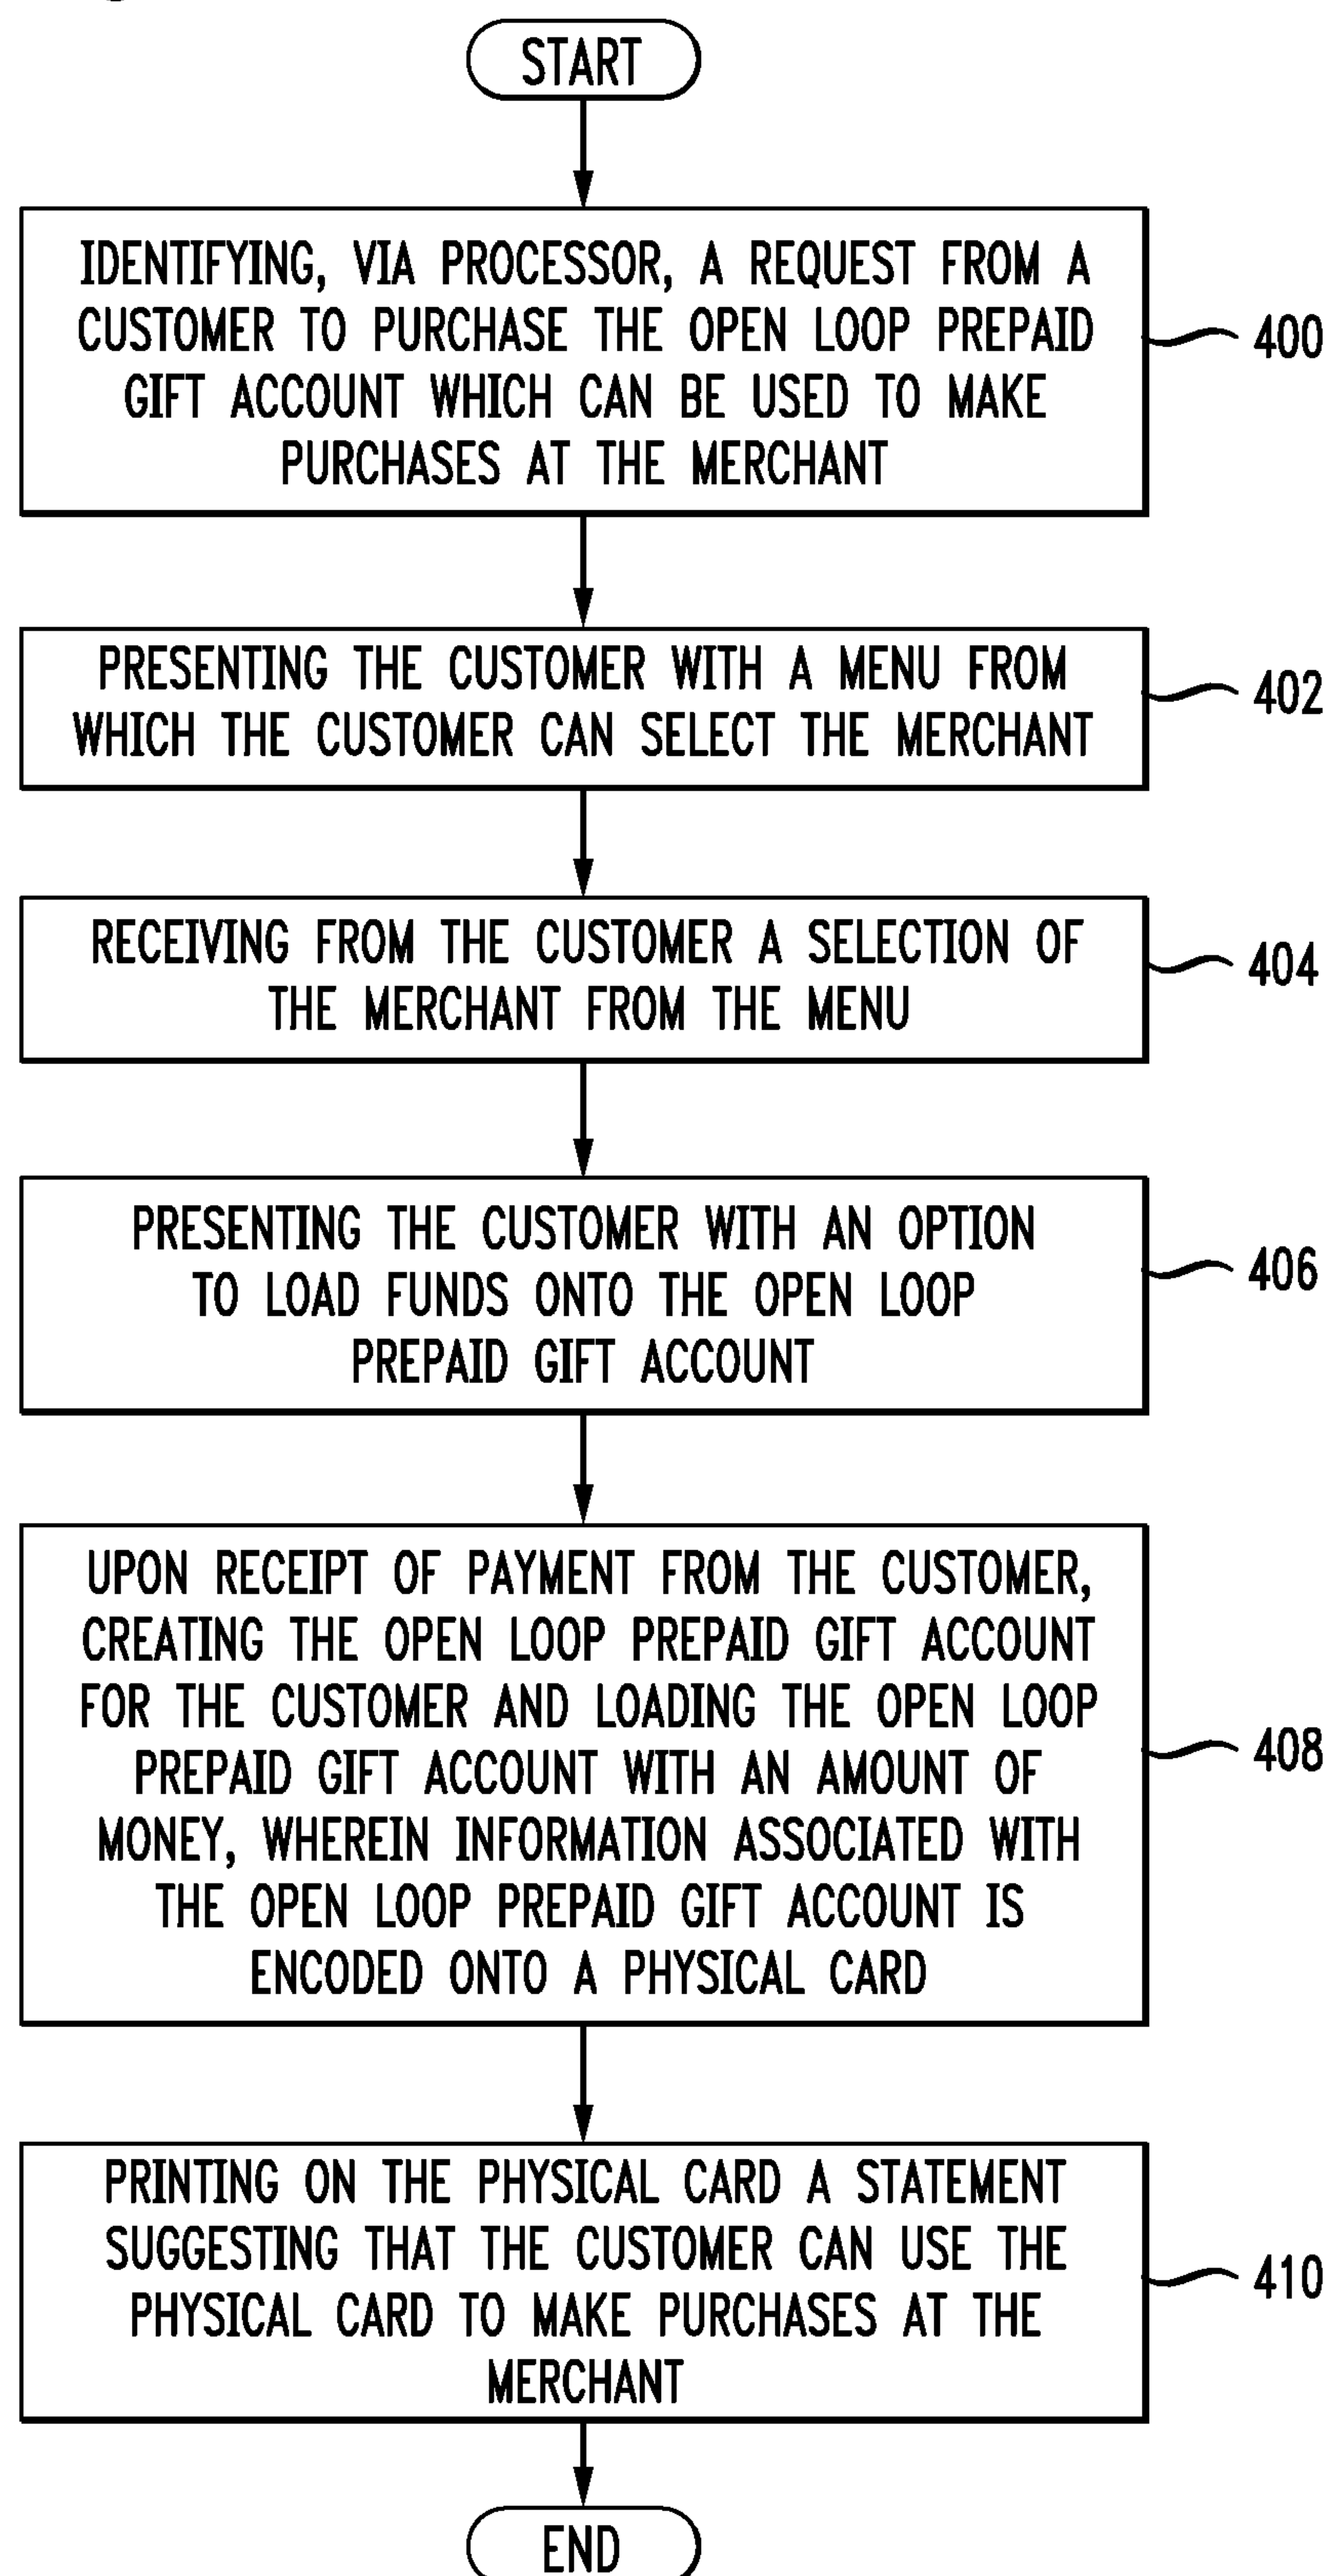 START
IDENTIFYING, VIA PROCESSOR, A REQUEST FROM A
CUSTOMER TO PURCHASE THE OPEN LOOP PREPAID
GIFT ACCOUNT WHICH CAN BE USED TO MAKE
PURCHASES AT THE MERCHANT
400
PRESENTING THE CUSTOMER WITH A MENU FROM
WHICH THE CUSTOMER CAN SELECT THE MERCHANT
402
RECEIVING FROM THE CUSTOMER A SELECTION OF
THE MERCHANT FROM THE MENU
404
PRESENTING THE CUSTOMER WITH AN OPTION
TO LOAD FUNDS ONTO THE OPEN LOOP
PREPAID GIFT ACCOUNT
406
UPON RECEIPT OF PAYMENT FROM THE CUSTOMER,
CREATING THE OPEN LOOP PREPAID GIFT ACCOUNT
FOR THE CUSTOMER AND LOADING THE OPEN LOOP
PREPAID GIFT ACCOUNT WITH AN AMOUNT OF
MONEY, WHEREIN INFORMATION ASSOCIATED WITH
THE OPEN LOOP PREPAID GIFT ACCOUNT IS
ENCODED ONTO A PHYSICAL CARD
408
PRINTING ON THE PHYSICAL CARD A STATEMENT
SUGGESTING THAT THE CUSTOMER CAN USE THE
PHYSICAL CARD TO MAKE PURCHASES AT THE
MERCHANT
410
END